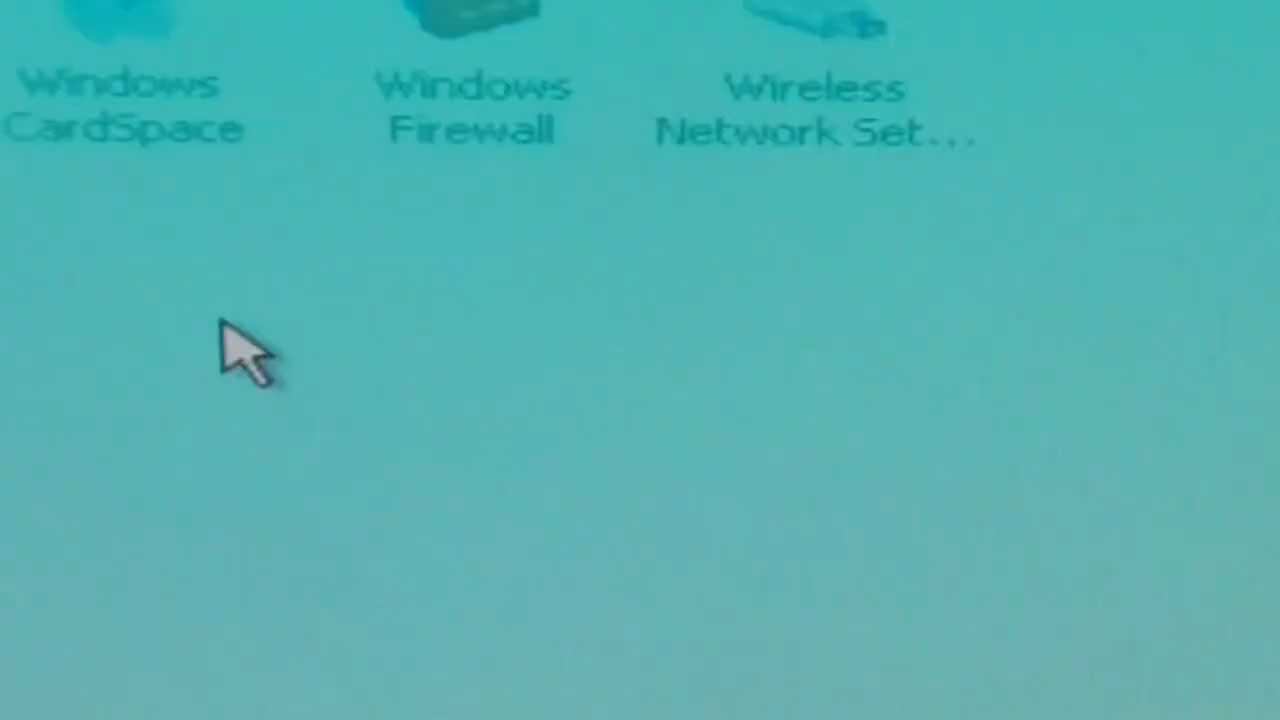 Windows
CardSpace
Windows
Firewall
Wireless
Network Set...